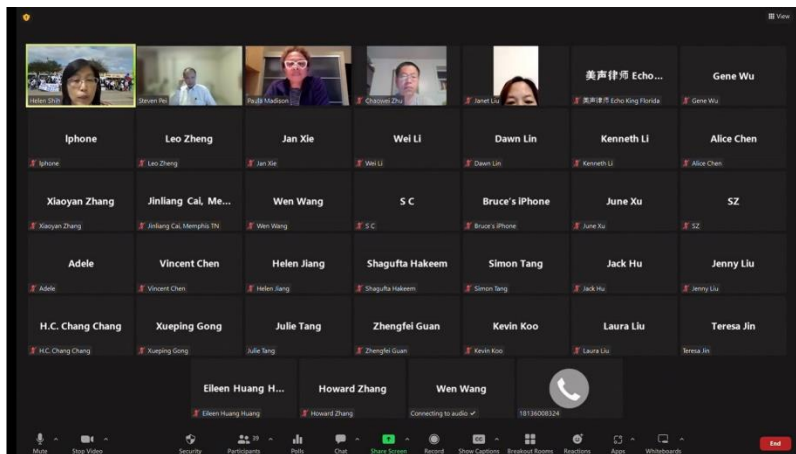 View
Helen Shih
Steven Pei
Paula Madison
Chaowei Zhu
Janet Liu
美声律师 Echo...
美声律师 Echo King Florida
Gene Wu
Gene Wu
Iphone
Iphone
Leo Zheng
Leo Zheng
Jan Xie
Jan Xie
Wei Li
Wei Li
Dawn Lin
Dawn Lin
Kenneth Li
Kenneth Li
Alice Chen
Alice Chen
Xiaoyan Zhang
Xiaoyan Zhang
Jinliang Cai, Me...
Jinliang Cai, Memphis TN
Wen Wang
Wen Wang
S C
S C
Bruce's iPhone
Bruce's iPhone
June Xu
June Xu
SZ
SZ
Adele
Adele
Vincent Chen
Vincent Chen
Helen Jiang
Helen Jiang
Shagufta Hakeem
Shagufta Hakeem
Simon Tang
Simon Tang
Jack Hu
Jack Hu
Jenny Liu
Jenny Liu
H.C. Chang Chang
H.C. Chang Chang
Xueping Gong
Xueping Gong
Julie Tang
Julie Tang
Zhengfei Guan
Zhengfei Guan
Kevin Koo
Kevin Koo
Laura Liu
Laura Liu
Teresa Jin
Teresa Jin
Eileen Huang H...
Eileen Huang Huang
Howard Zhang
Howard Zhang
Wen Wang
Connecting to audio ✓
18136008324
Mute
Stop Video
Security
Participants
39
Polls
Chat
Share Screen
Record
CC
Show Captions
Breakout Rooms
Reactions
Apps
Whiteboards
End